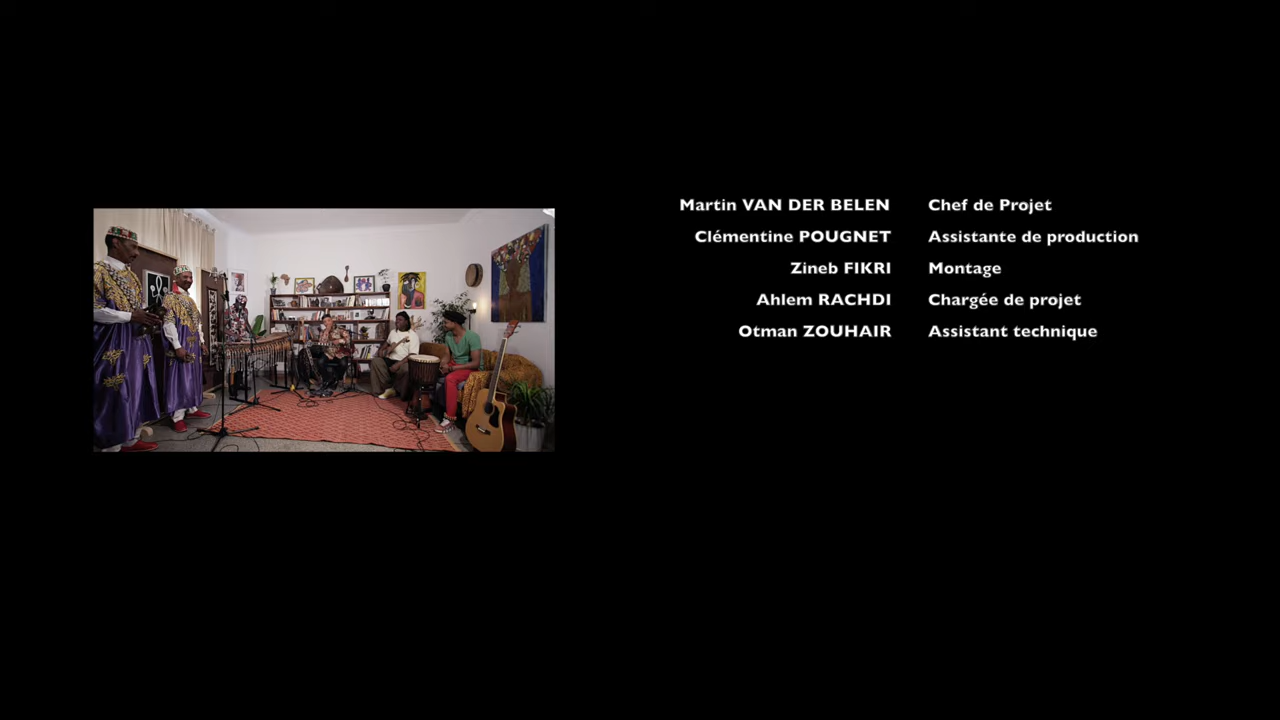 Martin VAN DER BELEN Chef de Projet
Clémentine POUGNET Assistante de production
Zineb FIKRI Montage
Ahlem RACHDI Chargée de projet
Otman ZOUHAIR Assistant technique